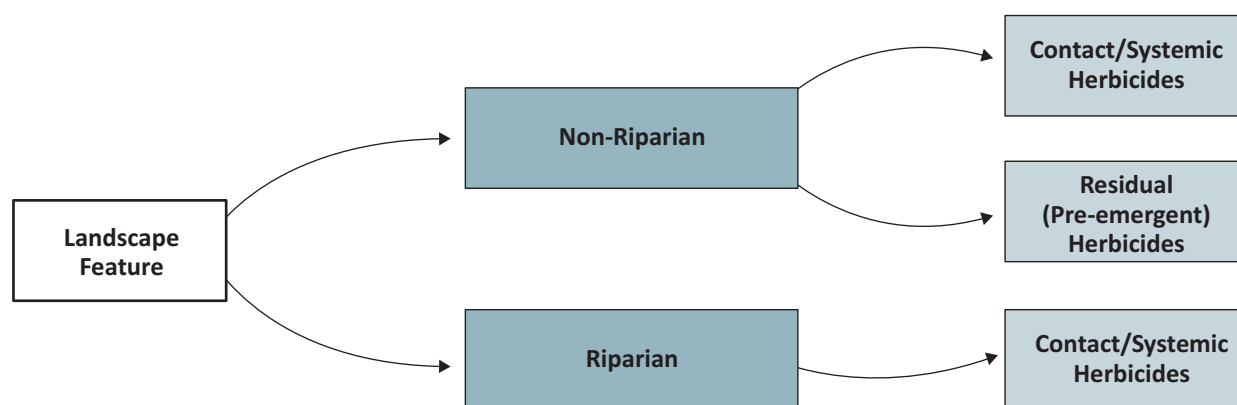 Landscape
Feature
Non-Riparian
Riparian
Contact/Systemic
Herbicides
Residual
(Pre-emergent)
Herbicides
Contact/Systemic
Herbicides